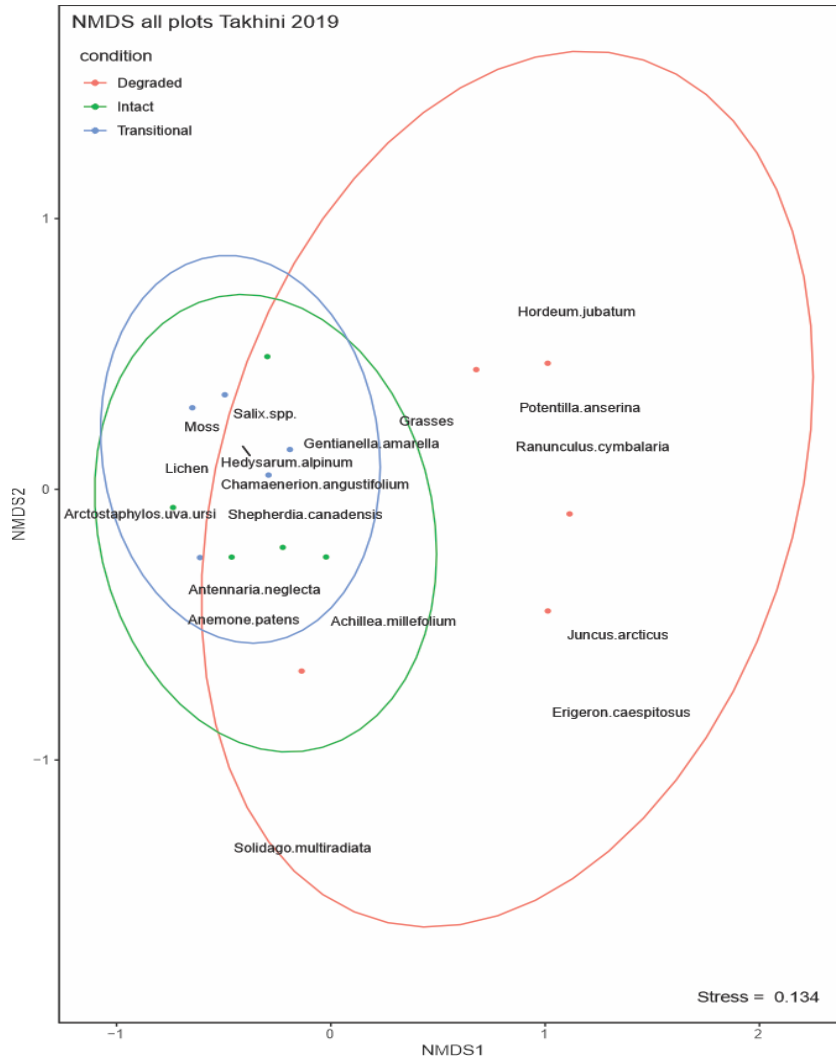 NMDS all plots Takhini 2019
condition
Degraded
Intact
Transitional
1
0
−1
NMDS2
Hordeum.jubatum
Potentilla.anserina
Grasses
Salix.spp.
Moss
Gentianella.amarella
Ranunculus.cymbalaria
Lichen
Hedysarum.alpinum
Chamaenerion.angustifolium
Arctostaphylos.uva.ursi
Shepherdia.canadensis
Antennaria.neglecta
Anemone.patens
Achillea.millefolium
Juncus.arcticus
Erigeron.caespitosus
Solidago.multiradiata
Stress = 0.134
−1 0 1 2
NMDS1